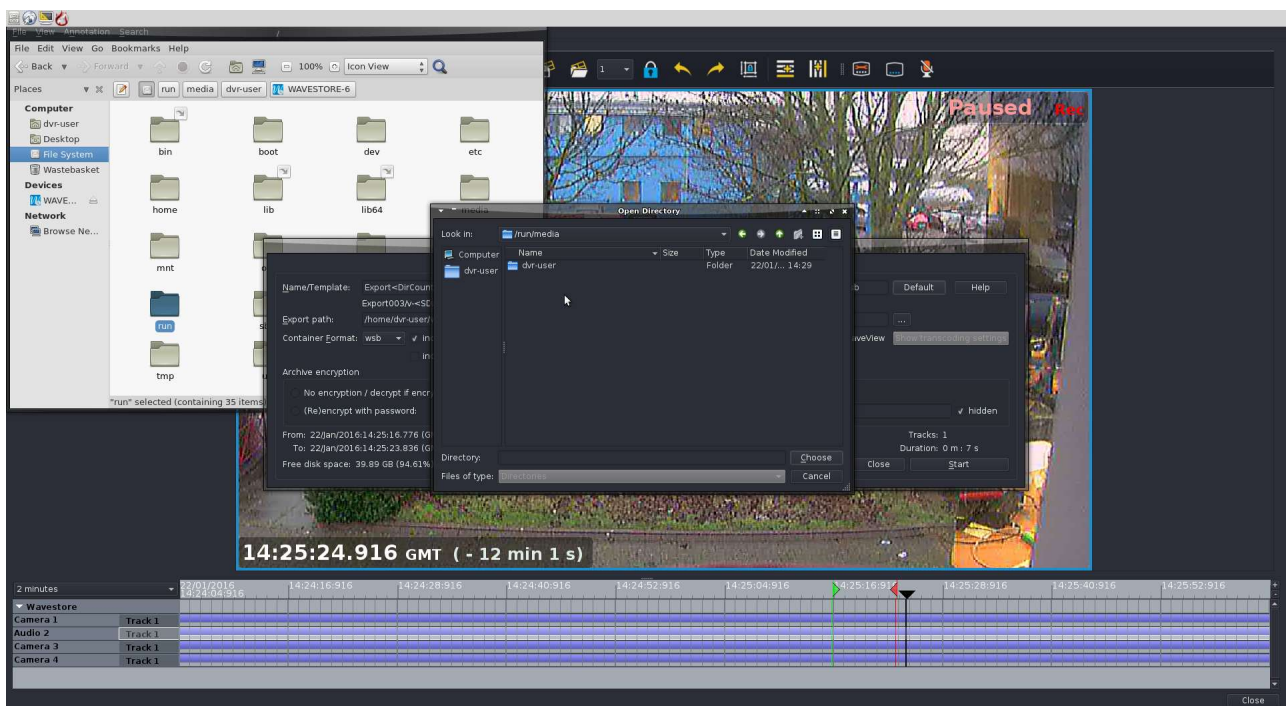 File View Annotation Search
/
File Edit View Go Bookmarks Help
Back Forward 100% Icon View
Places run media dvr-user WAVESTORE-6
Computer
dvr-user
Desktop
File System
Wastebasket
Devices
WAVE...
Network
Browse Ne...
bin boot dev etc
home lib lib64 media
mnt
run
tmp
"run" selected (containing 35 items
1
Paused Rec
Open Directory
Look in: /run/media
Computer
dvr-user
Name Size Type Date Modified
dvr-user Folder 22/01/... 14:29
Directory: Choose
Files of type: Directories Cancel
Name/Template: Export<DirCount
Export003/v-<SD
Default Help
Export path: /home/dvr-user/
...
Container Format: wsb in
in
Show transcoding settings
Archive encryption
No encryption / decrypt if encr
(Re)encrypt with password: hidden
From: 22/Jan/2016:14:25:16.776 (G Tracks: 1
To: 22/Jan/2016:14:25:23.836 (G Duration: 0 m : 7 s
Free disk space: 39.89 GB (94.61% Close Start
14:25:24.916 GMT ( - 12 min 1 s)
2 minutes 22/01/2016 14:24:16:916 14:24:28:916 14:24:40:916 14:24:52:916 14:25:04:916 14:25:16:91 14:25:28:916 14:25:40:916 14:25:52:916
14:24:04:916
Wavestore
Camera 1 Track 1
Audio 2 Track 1
Camera 3 Track 1
Camera 4 Track 1
Close